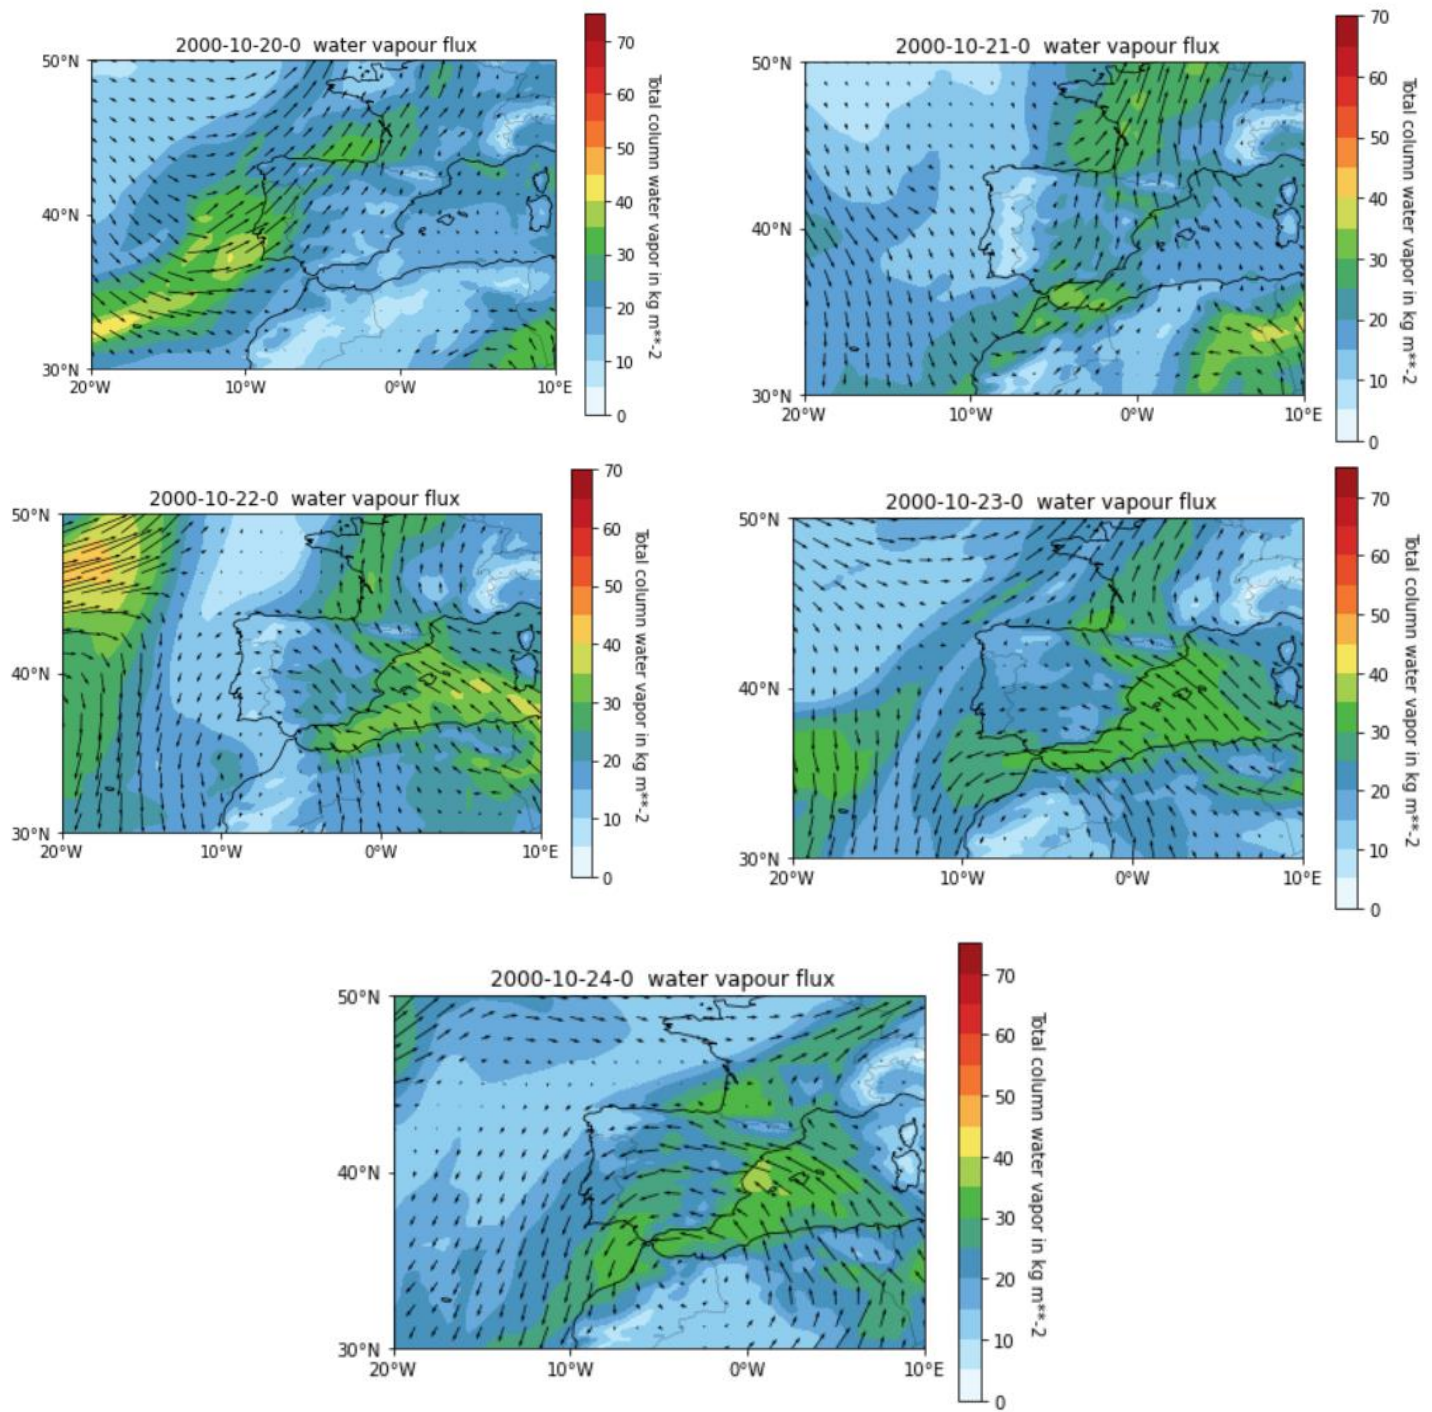 2000-10-20-0 water vapour flux
50°N
40°N
30°N
20°W
10°W
0°W
10°E
70
60
50
40
30
20
10
0
Total column water vapor in kg m**-2
2000-10-21-0 water vapour flux
50°N
40°N
30°N
20°W
10°W
0°W
10°E
70
60
50
40
30
20
10
0
Total column water vapor in kg m**-2
2000-10-22-0 water vapour flux
50°N
40°N
30°N
20°W
10°W
0°W
10°E
70
60
50
40
30
20
10
0
Total column water vapor in kg m**-2
2000-10-23-0 water vapour flux
50°N
40°N
30°N
20°W
10°W
0°W
10°E
70
60
50
40
30
20
10
0
Total column water vapor in kg m**-2
2000-10-24-0 water vapour flux
50°N
40°N
30°N
20°W
10°W
0°W
10°E
70
60
50
40
30
20
10
0
Total column water vapor in kg m**-2